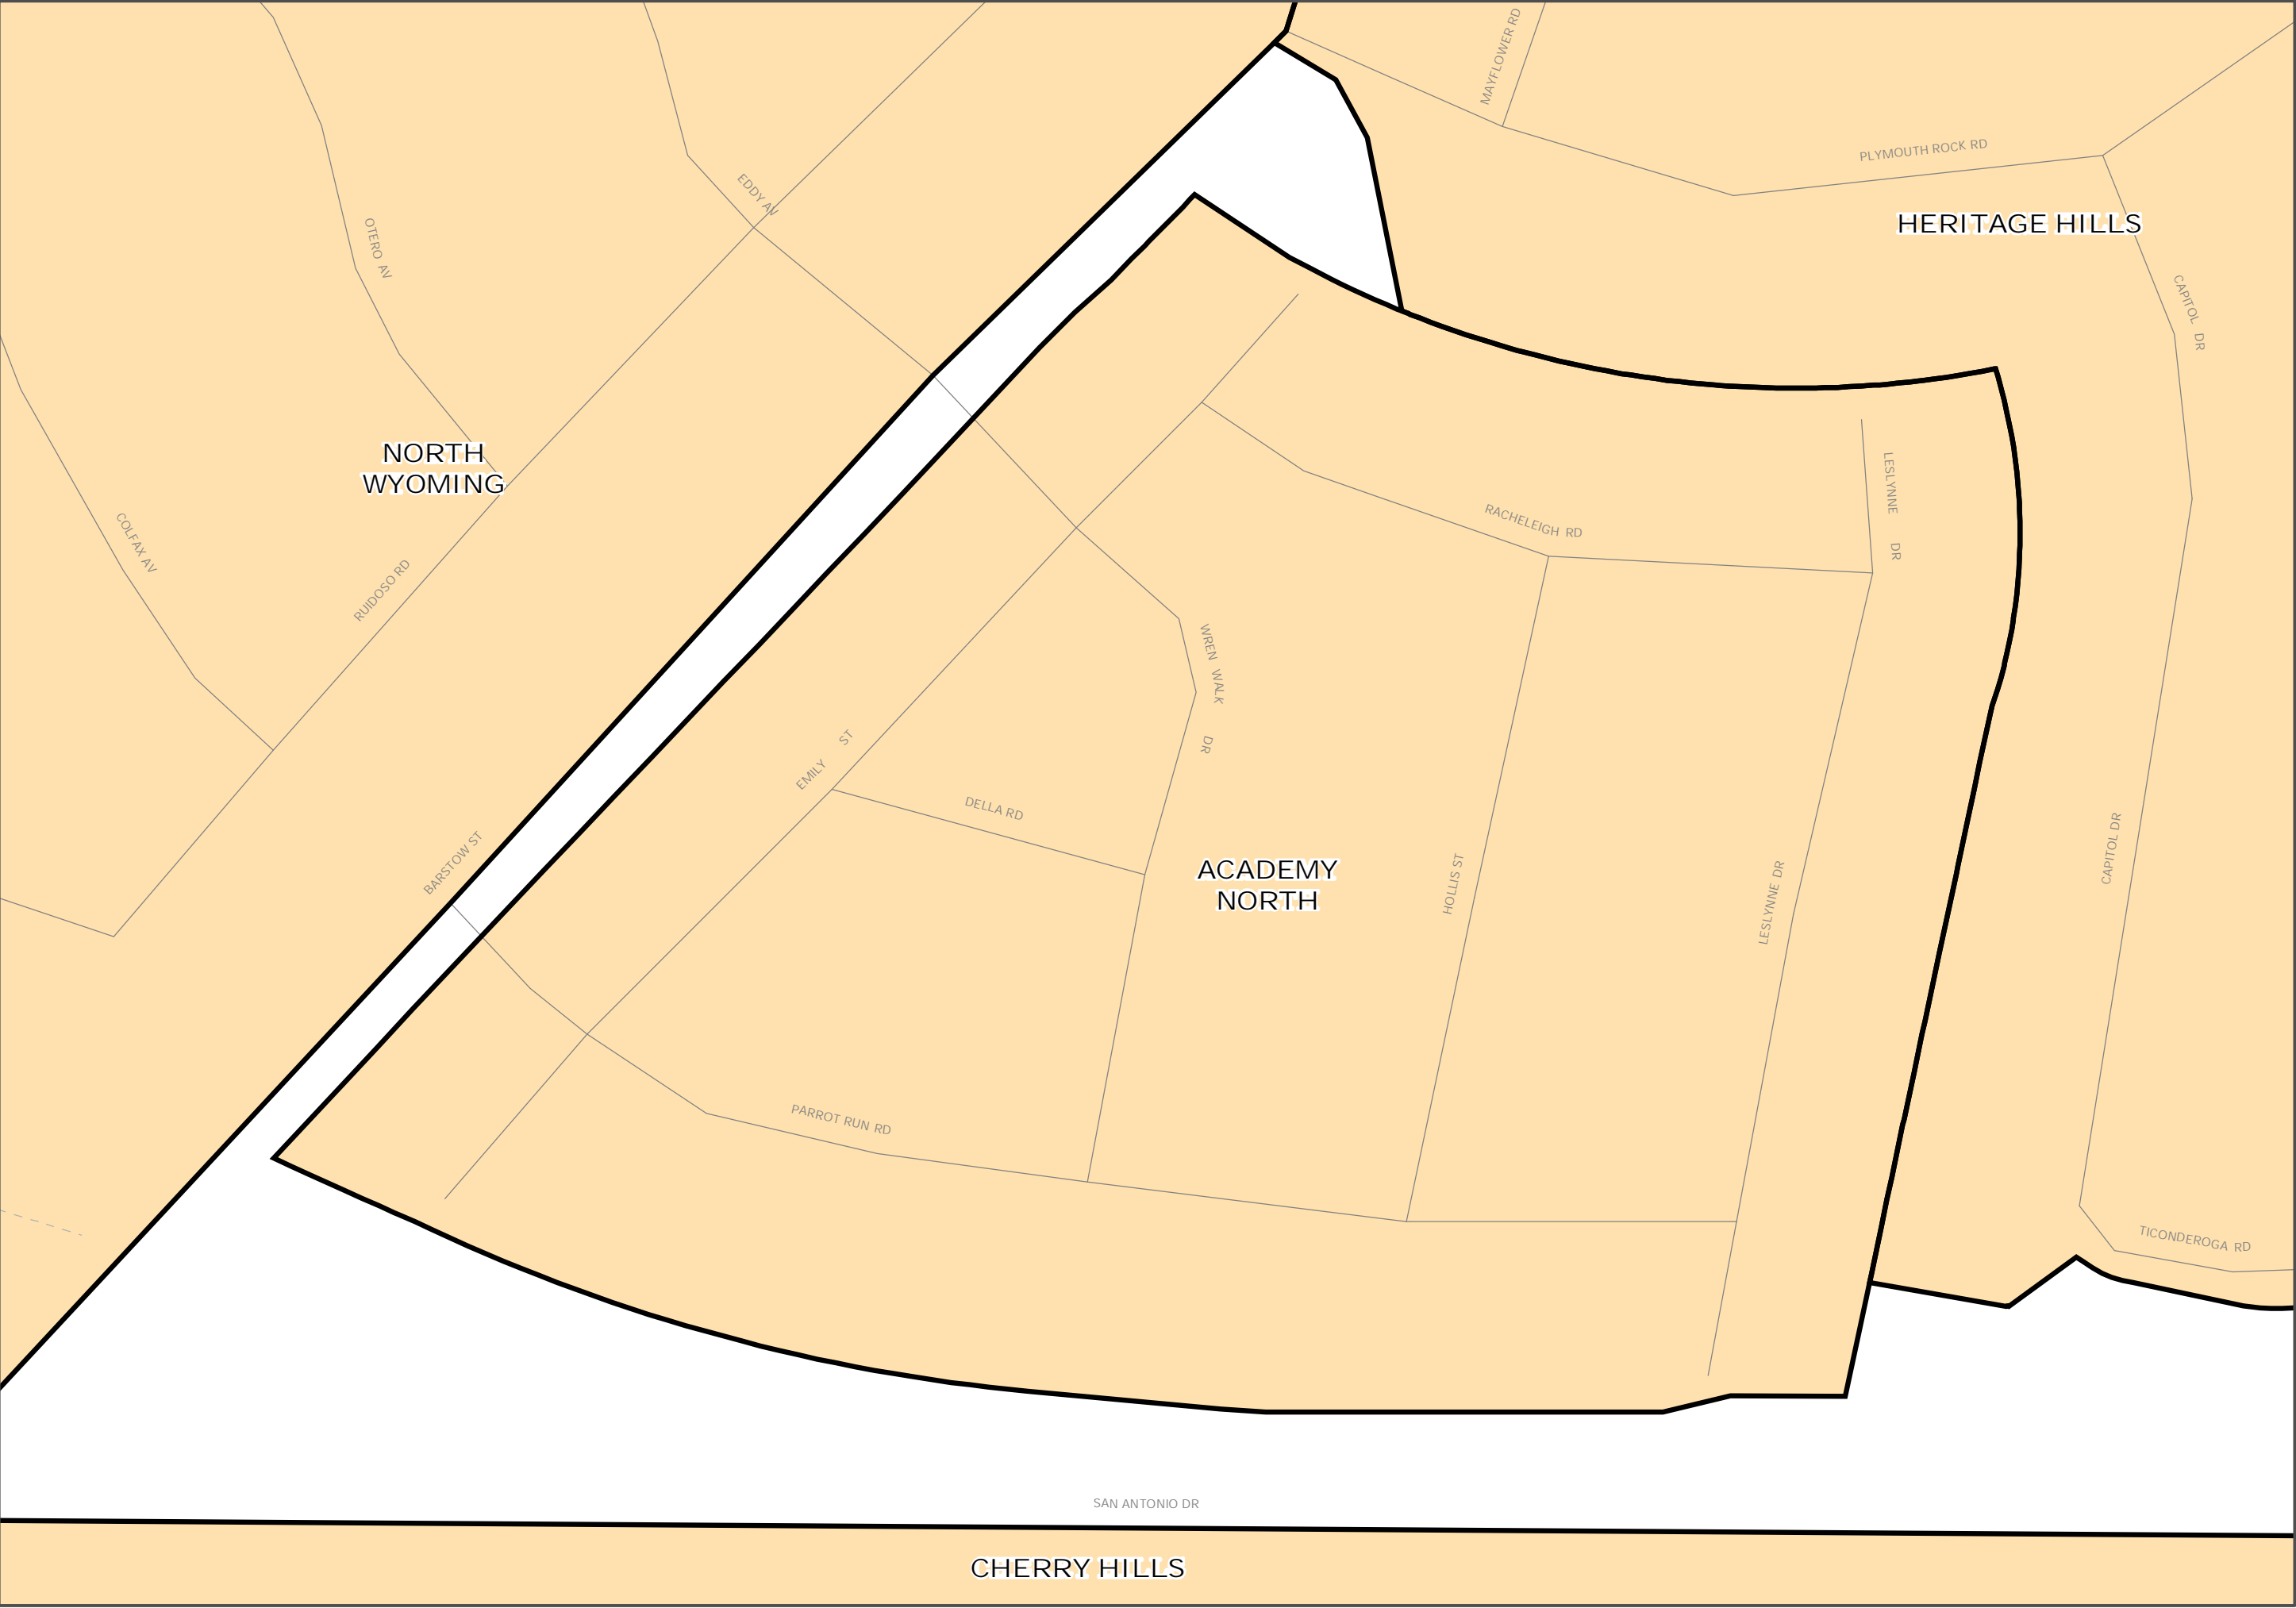 MAYFLOWER RD
PLYMOUTH ROCK RD
EDDY AV
HERITAGE HILLS
OTERO AV
CAPITOL DR
NORTH
WYOMING
LESLYNNE DR
RACHELEIGH RD
COLFAX AV
RUIDOSO RD
WREN WALK DR
EMILY ST
DELLA RD
BARSTOW ST
ACADEMY
NORTH
HOLLIS ST
LESLYNNE DR
CAPITOL DR
PARROT RUN RD
TICONDEROGA RD
SAN ANTONIO DR
CHERRY HILLS